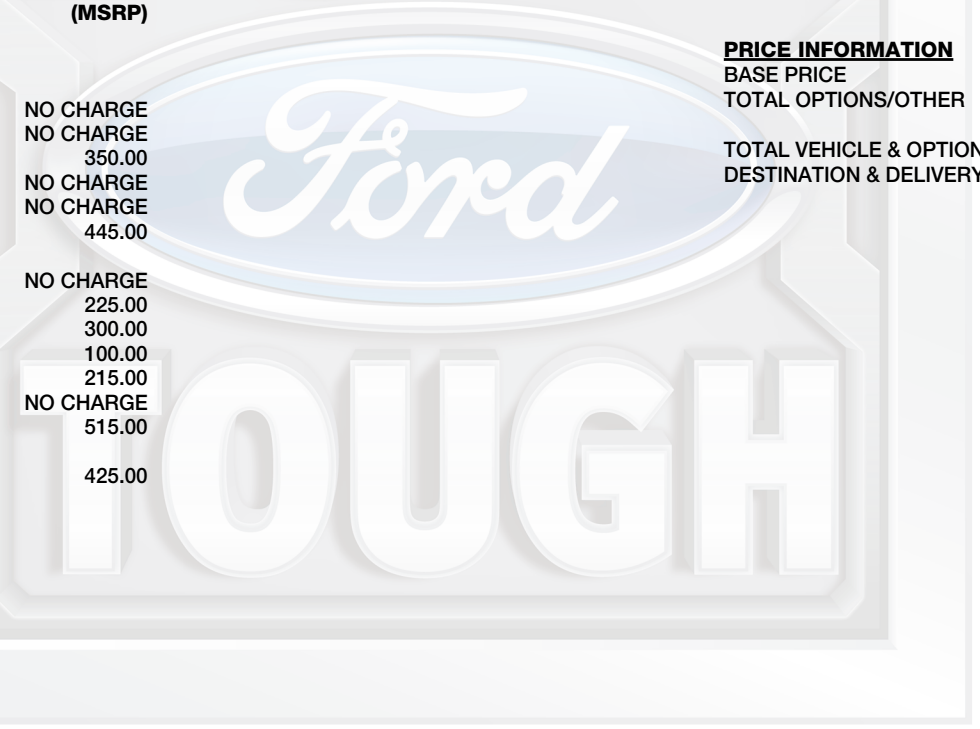 (MSRP)
NO CHARGE
NO CHARGE
350.00
NO CHARGE
NO CHARGE
445.00
NO CHARGE
225.00
300.00
100.00
215.00
NO CHARGE
515.00
425.00
PRICE INFORMATION
BASE PRICE
TOTAL OPTIONS/OTHER
TOTAL VEHICLE & OPTION
DESTINATION & DELIVERY
Ford
TOUGH